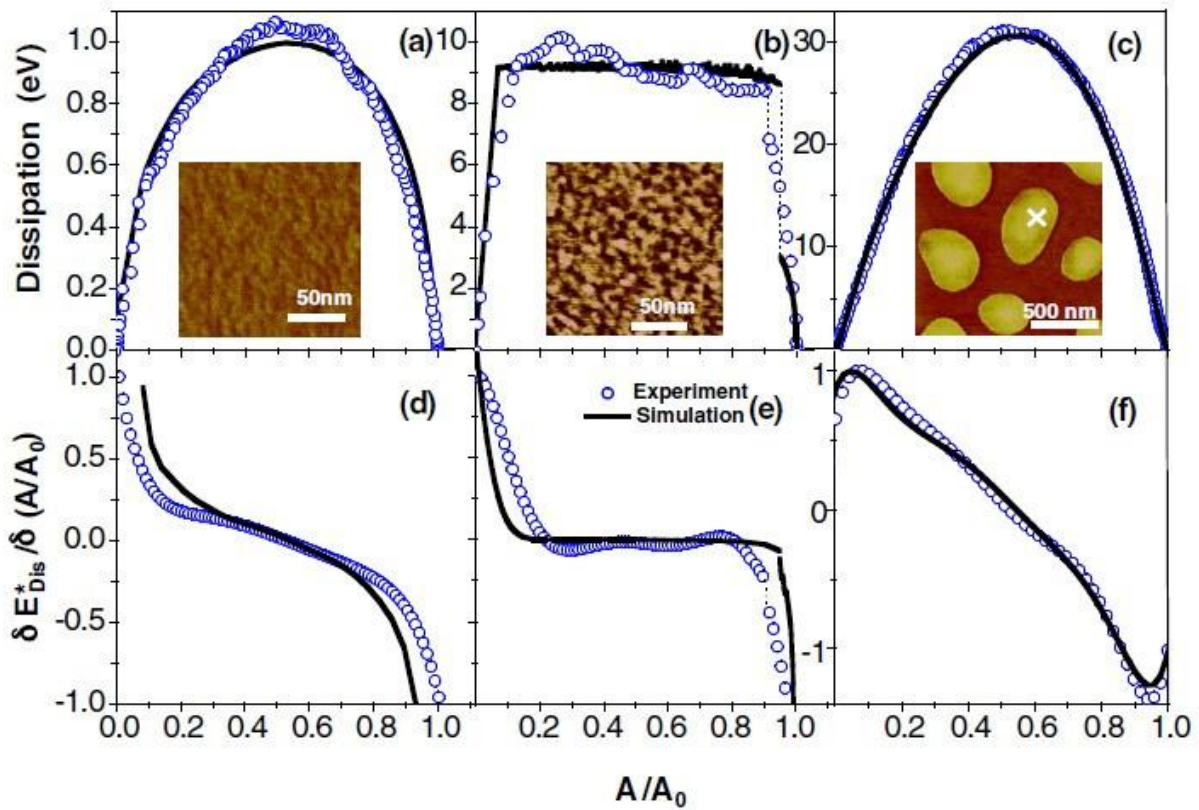 Dissipation (eV)
1.0
0.8
0.6
0.4
0.2
0.0
(a)
50nm
10
8
6
4
2
0
(b)
50nm
30
20
10
(c)
500 nm
δ E*Dis /δ (A/A0)
1.0
0.5
0.0
-0.5
-1.0
(d)
Experiment
Simulation (e)
1
0
-1
(f)
0.0 0.2 0.4 0.6 0.8 1.0 0.2 0.4 0.6 0.8 1.0 0.2 0.4 0.6 0.8 1.0
A/A0